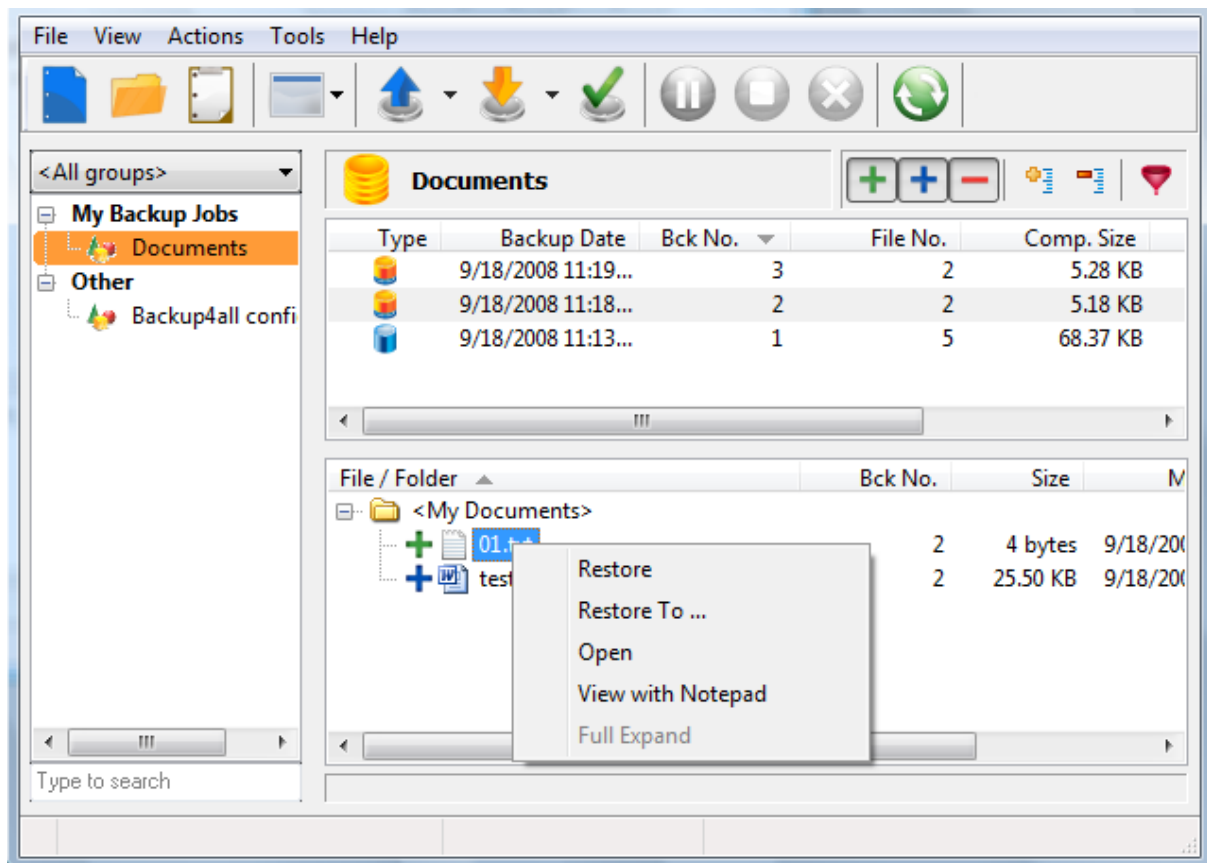 File View Actions Tools Help
<All groups>
My Backup Jobs
Documents
Other
Backup4all confi
Type to search
Documents
Type Backup Date Bck No. File No. Comp. Size
9/18/2008 11:19... 3 2 5.28 KB
9/18/2008 11:18... 2 2 5.18 KB
9/18/2008 11:13... 1 5 68.37 KB
File / Folder Bck No. Size M
<My Documents>
01.txt 2 4 bytes 9/18/200
test 2 25.50 KB 9/18/200
Restore
Restore To ...
Open
View with Notepad
Full Expand